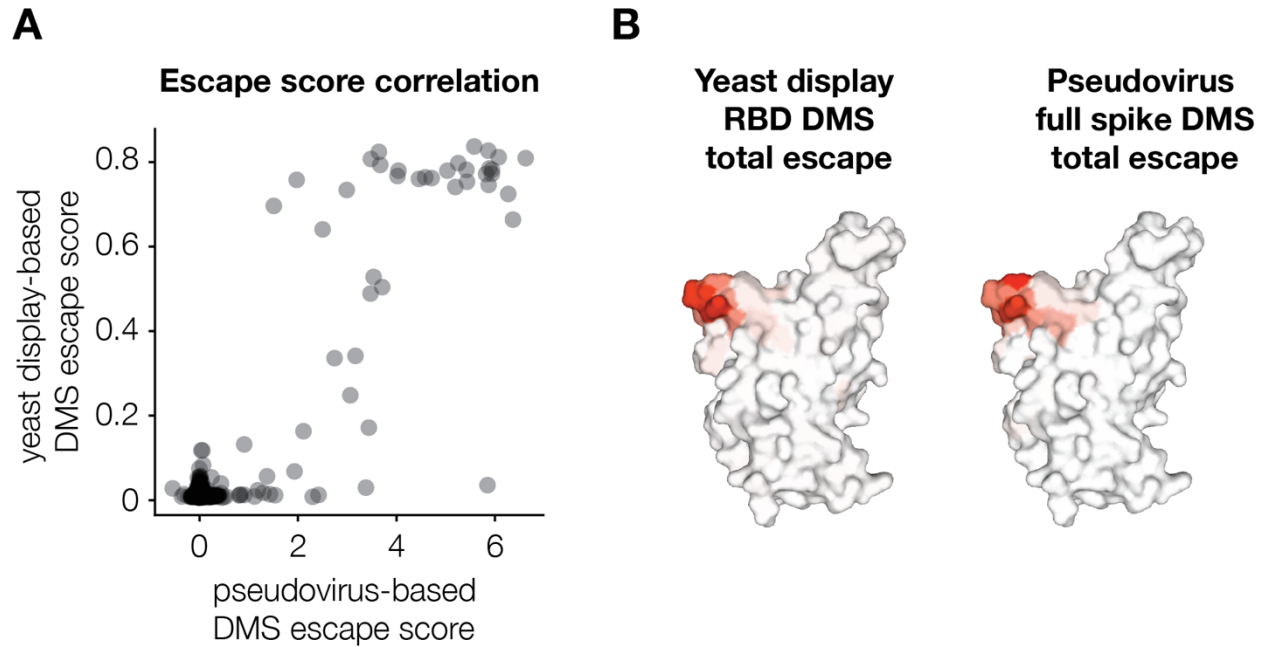 A
Escape score correlation
yeast display-based
DMS escape score
0.8
0.6
0.4
0.2
0
0 2 4 6
pseudovirus-based
DMS escape score
B
Yeast display
RBD DMS
total escape
Pseudovirus
full spike DMS
total escape